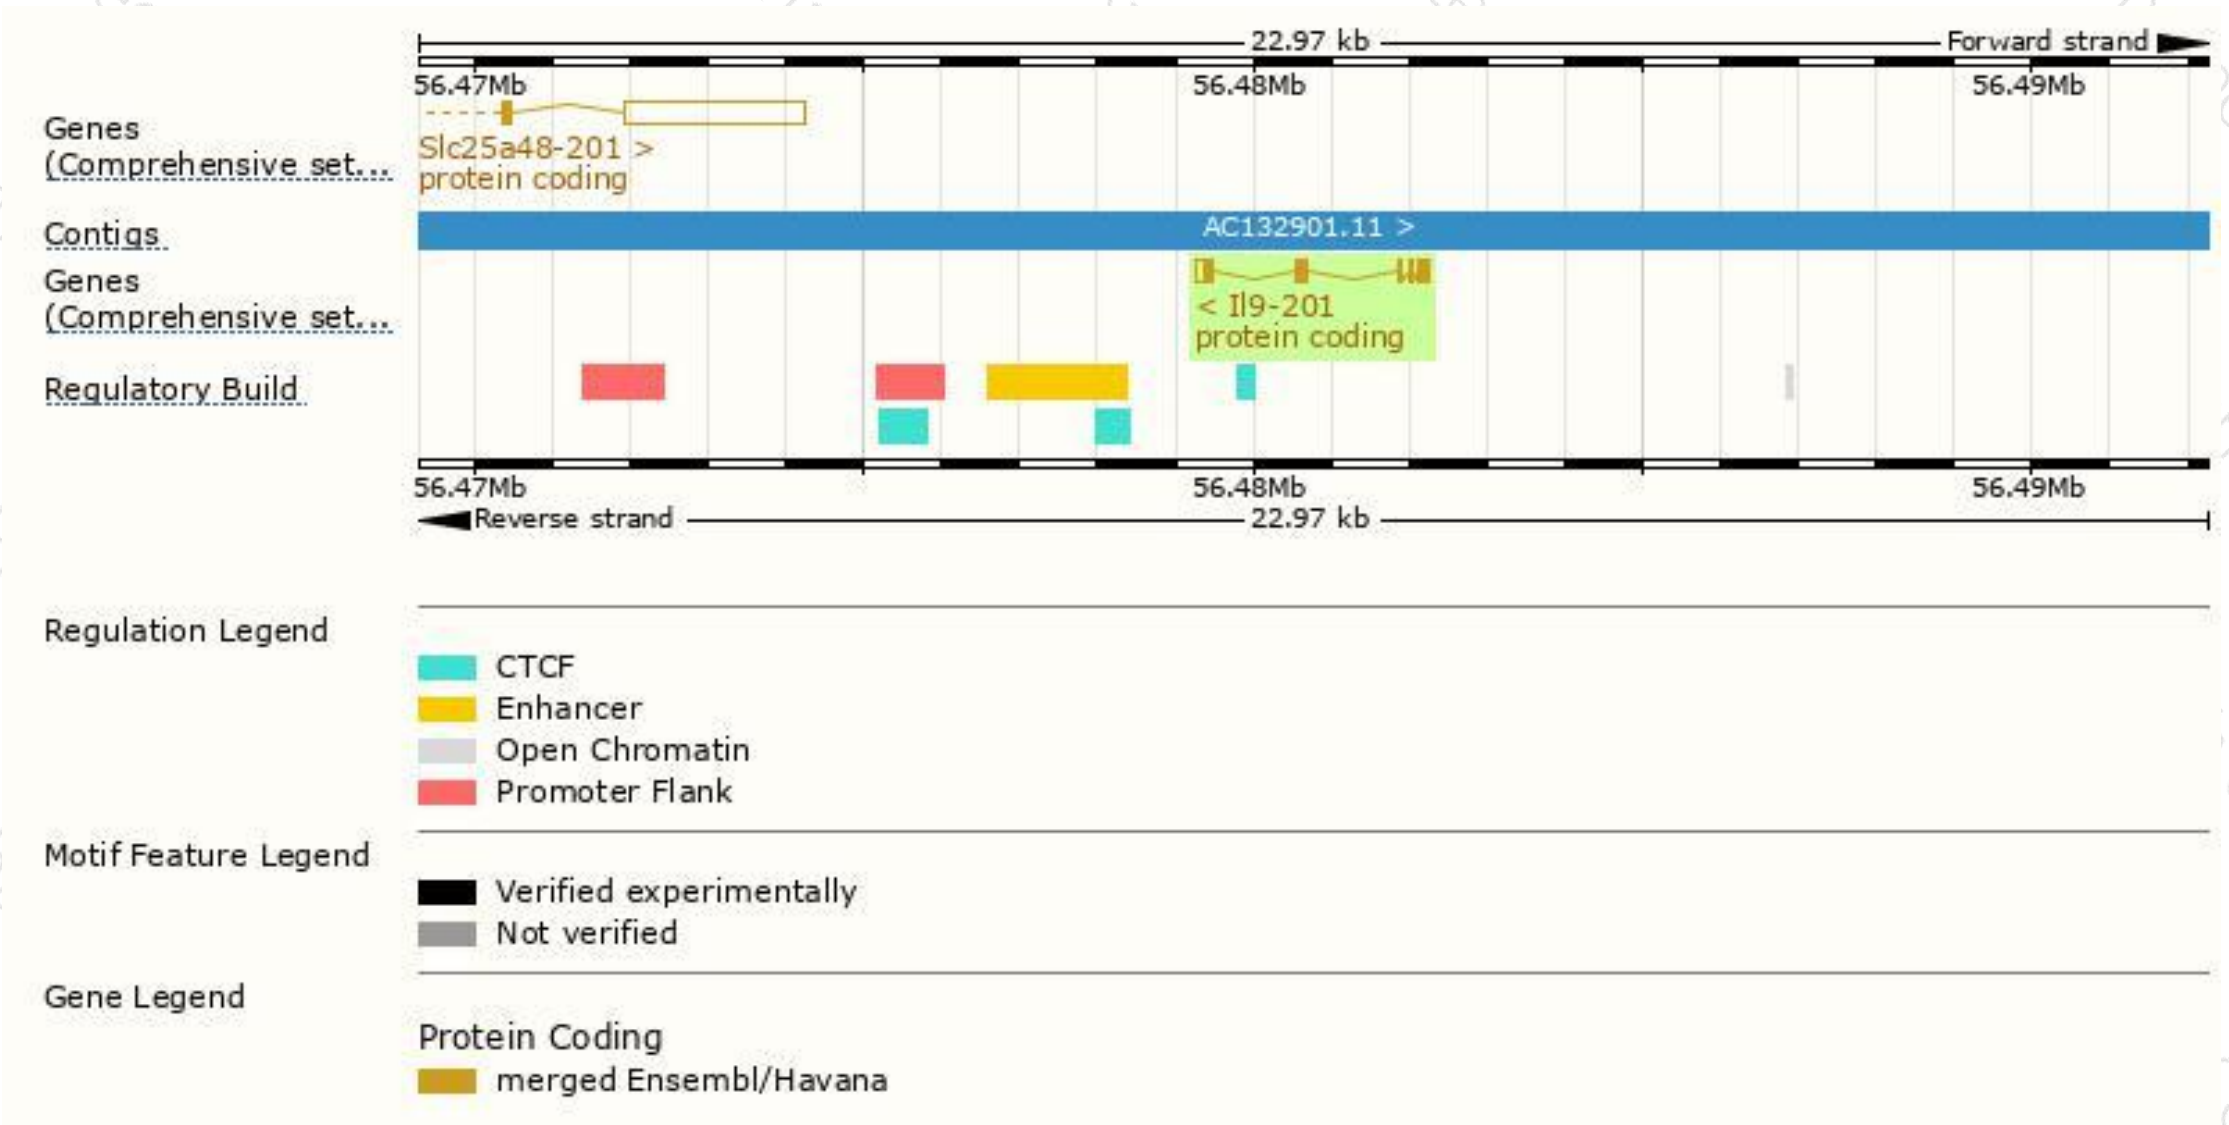 22.97 kb
Forward strand
56.47Mb 56.48Mb 56.49Mb
Genes
(Comprehensive set...
Slc25a48-201 >
protein coding
Contigs
AC132901.11 >
Genes
(Comprehensive set...
< Il9-201
protein coding
Regulatory Build
56.47Mb 56.48Mb 56.49Mb
Reverse strand
22.97 kb
Regulation Legend
CTCF
Enhancer
Open Chromatin
Promoter Flank
Motif Feature Legend
Verified experimentally
Not verified
Gene Legend
Protein Coding
merged Ensembl/Havana